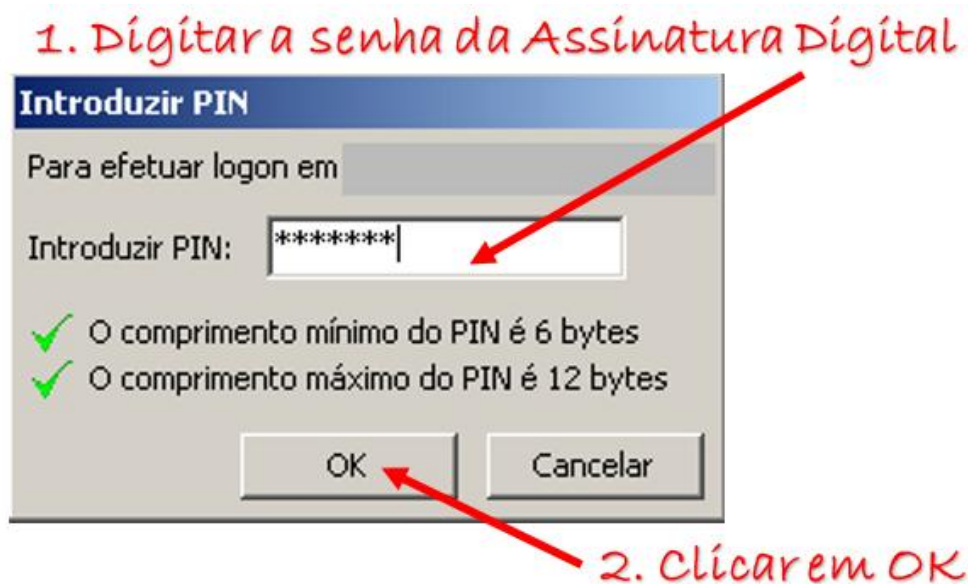 1. Digitar a senha da Assinatura Digital
Introduzir PIN
Para efetuar logon em
Introduzir PIN: *******
O comprimento mínimo do PIN é 6 bytes
O comprimento máximo do PIN é 12 bytes
OK Cancelar
2. Clicar em OK